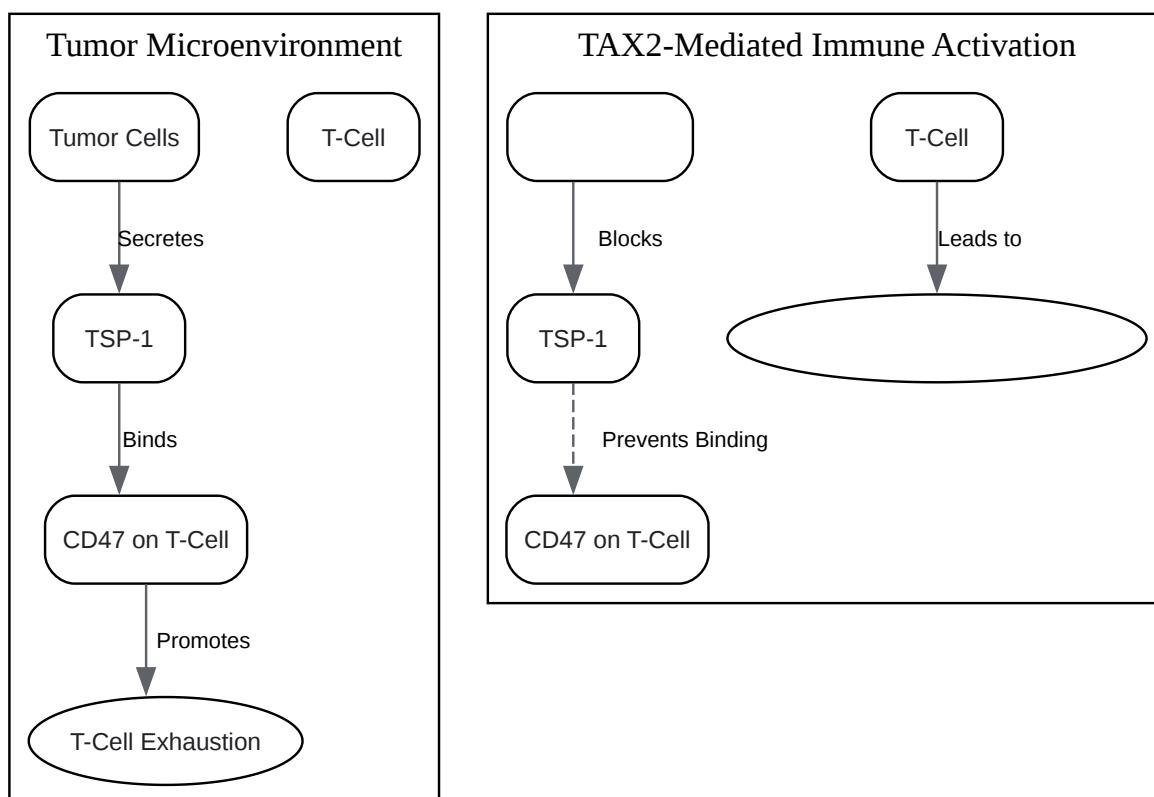 Tumor Microenvironment
Tumor Cells
T-Cell
Secretes
TSP-1
Binds
CD47 on T-Cell
Promotes
T-Cell Exhaustion
TAX2-Mediated Immune Activation
T-Cell
Blocks
Leads to
TSP-1
Prevents Binding
CD47 on T-Cell